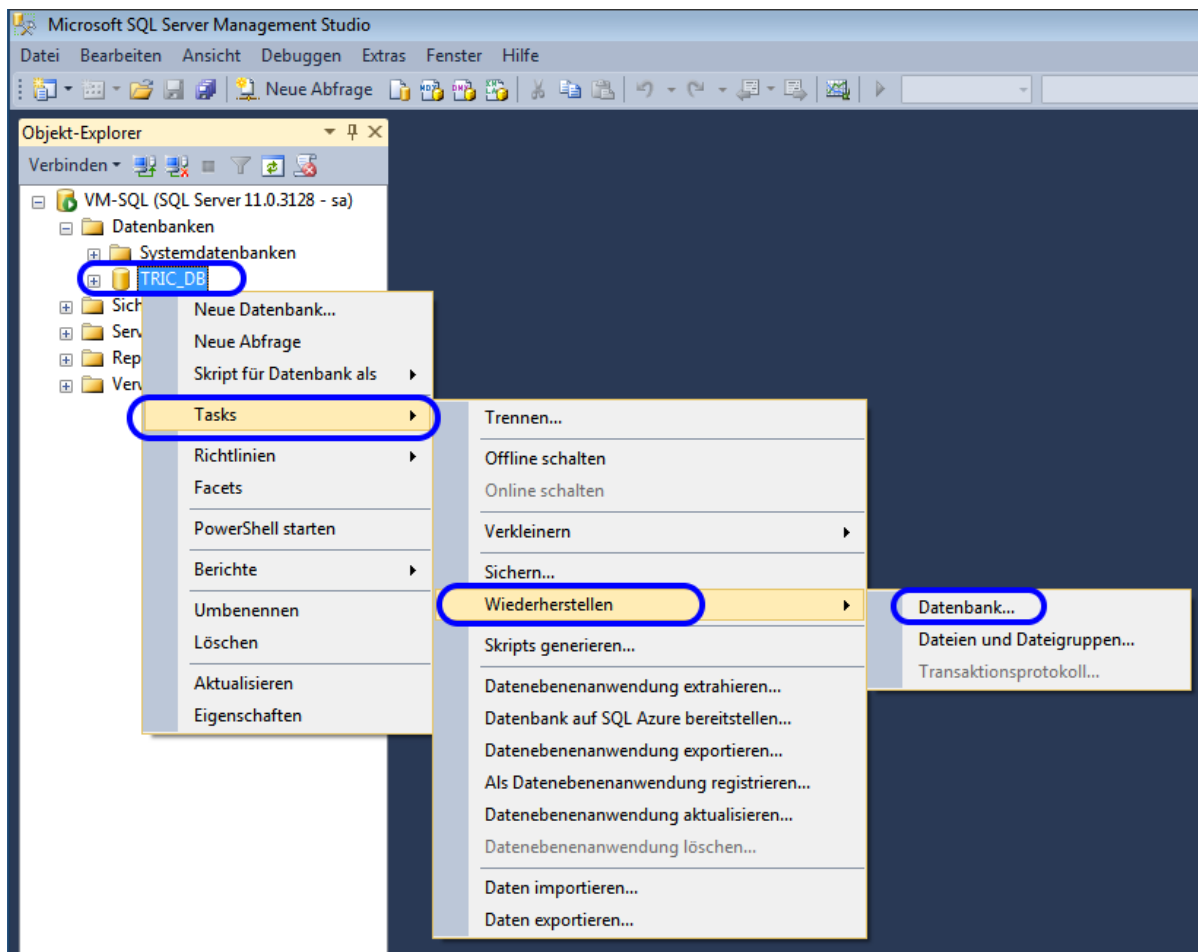 Microsoft SQL Server Management Studio
Datei Bearbeiten Ansicht Debuggen Extras Fenster Hilfe
Neue Abfrage
Objekt-Explorer
Verbinden
VM-SQL (SQL Server 11.0.3128 - sa)
Datenbanken
Systemdatenbanken
TRIC_DB
Sich
Serv
Rep
Verv
Neue Datenbank...
Neue Abfrage
Skript für Datenbank als
Tasks
Richtlinien
Facets
PowerShell starten
Berichte
Umbenennen
Löschen
Aktualisieren
Eigenschaften
Trennen...
Offline schalten
Online schalten
Verkleinern
Sichern...
Wiederherstellen
Skripts generieren...
Datenebenenanwendung extrahieren...
Datenbank auf SQL Azure bereitstellen...
Datenebenenanwendung exportieren...
Als Datenebenenanwendung registrieren...
Datenebenenanwendung aktualisieren...
Datenebenenanwendung löschen...
Daten importieren...
Daten exportieren...
Datenbank...
Dateien und Dateigruppen...
Transaktionsprotokoll...